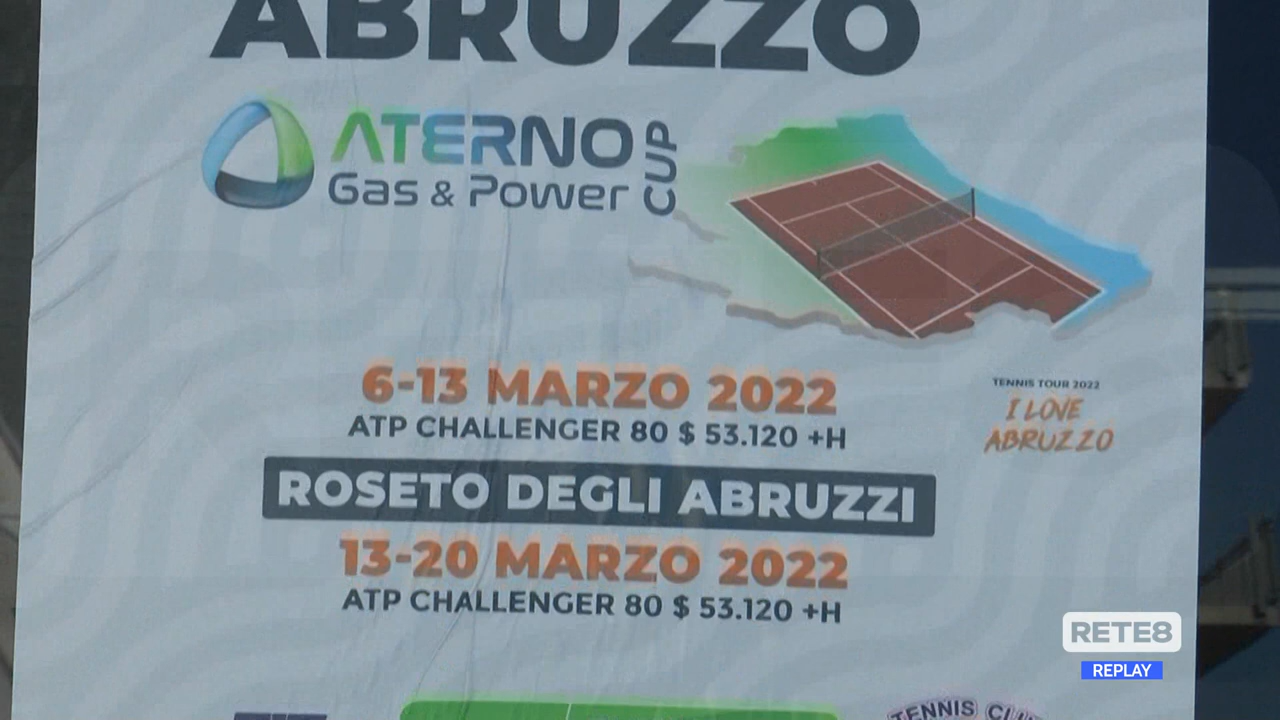 ABRUZZO
ATERNO
Gas & Power
CUP
6-13 MARZO 2022
ATP CHALLENGER 80 $ 53.120 +H
TENNIS TOUR 2022
I LOVE
ABRUZZO
ROSETO DEGLI ABRUZZI
13-20 MARZO 2022
ATP CHALLENGER 80 $ 53.120 +H
RETE8
REPLAY
TENNIS